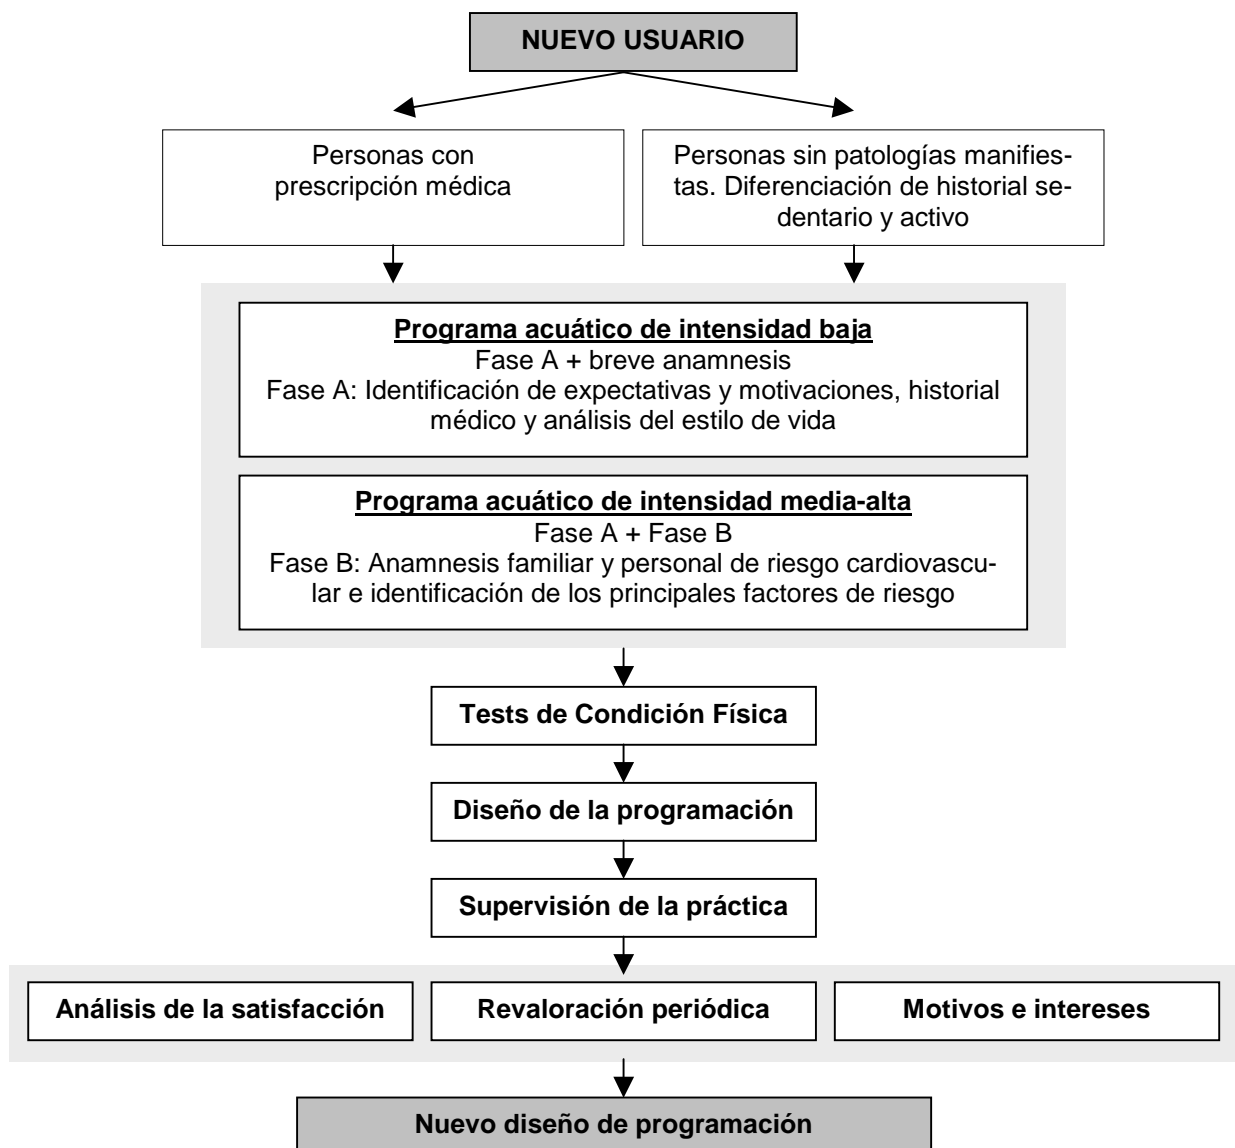 NUEVO USUARIO
Personas con
prescripción médica
Personas sin patologías manifies-
tas. Diferenciación de historial se-
dentario y activo
Programa acuático de intensidad baja
Fase A + breve anamnesis
Fase A: Identificación de expectativas y motivaciones, historial
médico y análisis del estilo de vida
Programa acuático de intensidad media-alta
Fase A + Fase B
Fase B: Anamnesis familiar y personal de riesgo cardiovascu-
lar e identificación de los principales factores de riesgo
Tests de Condición Física
Diseño de la programación
Supervisión de la práctica
Análisis de la satisfacción
Revaloración periódica
Motivos e intereses
Nuevo diseño de programación